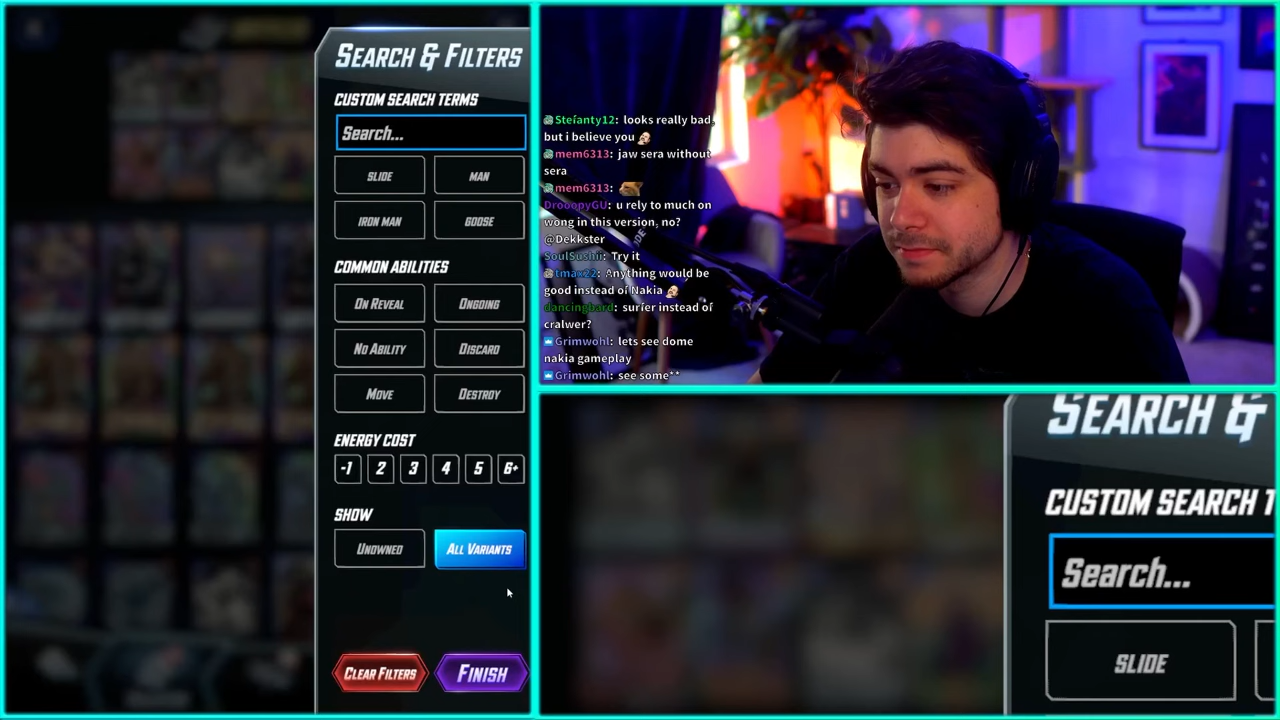 SEARCH & FILTERS
CUSTOM SEARCH TERMS
Search...
SLIDE
MAN
IRON MAN
GOOSE
COMMON ABILITIES
ON REVEAL
ONGOING
NO ABILITY
DISCARD
MOVE
DESTROY
ENERGY COST
-1
2
3
4
5
6+
SHOW
UNOWNED
ALL VARIANTS
CLEAR FILTERS
FINISH
Stefanty12: looks really bad,
but i believe you
mem6313: jaw sera without
sera
mem6313:
DrooopyGU: u rely to much on
wong in this version, no?
@Dekkster
SoulSushii: Try it
tmax22: Anything would be
good instead of Nakia
dancingbard: surfer instead of
cralwer?
Grimwohl: lets see dome
nakia gameplay
Grimwohl: see some**
SEARCH &
CUSTOM SEARCH T
Search...
SLIDE